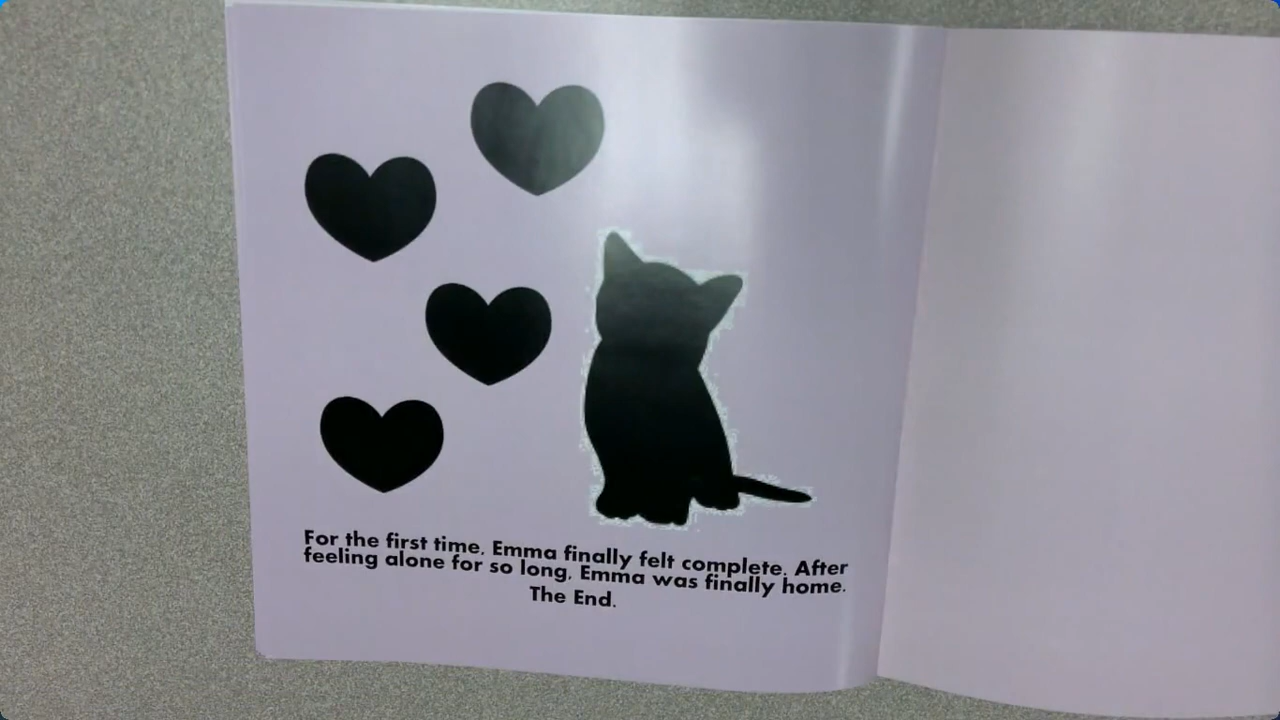 For the first time, Emma finally felt complete. After
feeling alone for so long, Emma was finally home.
The End.